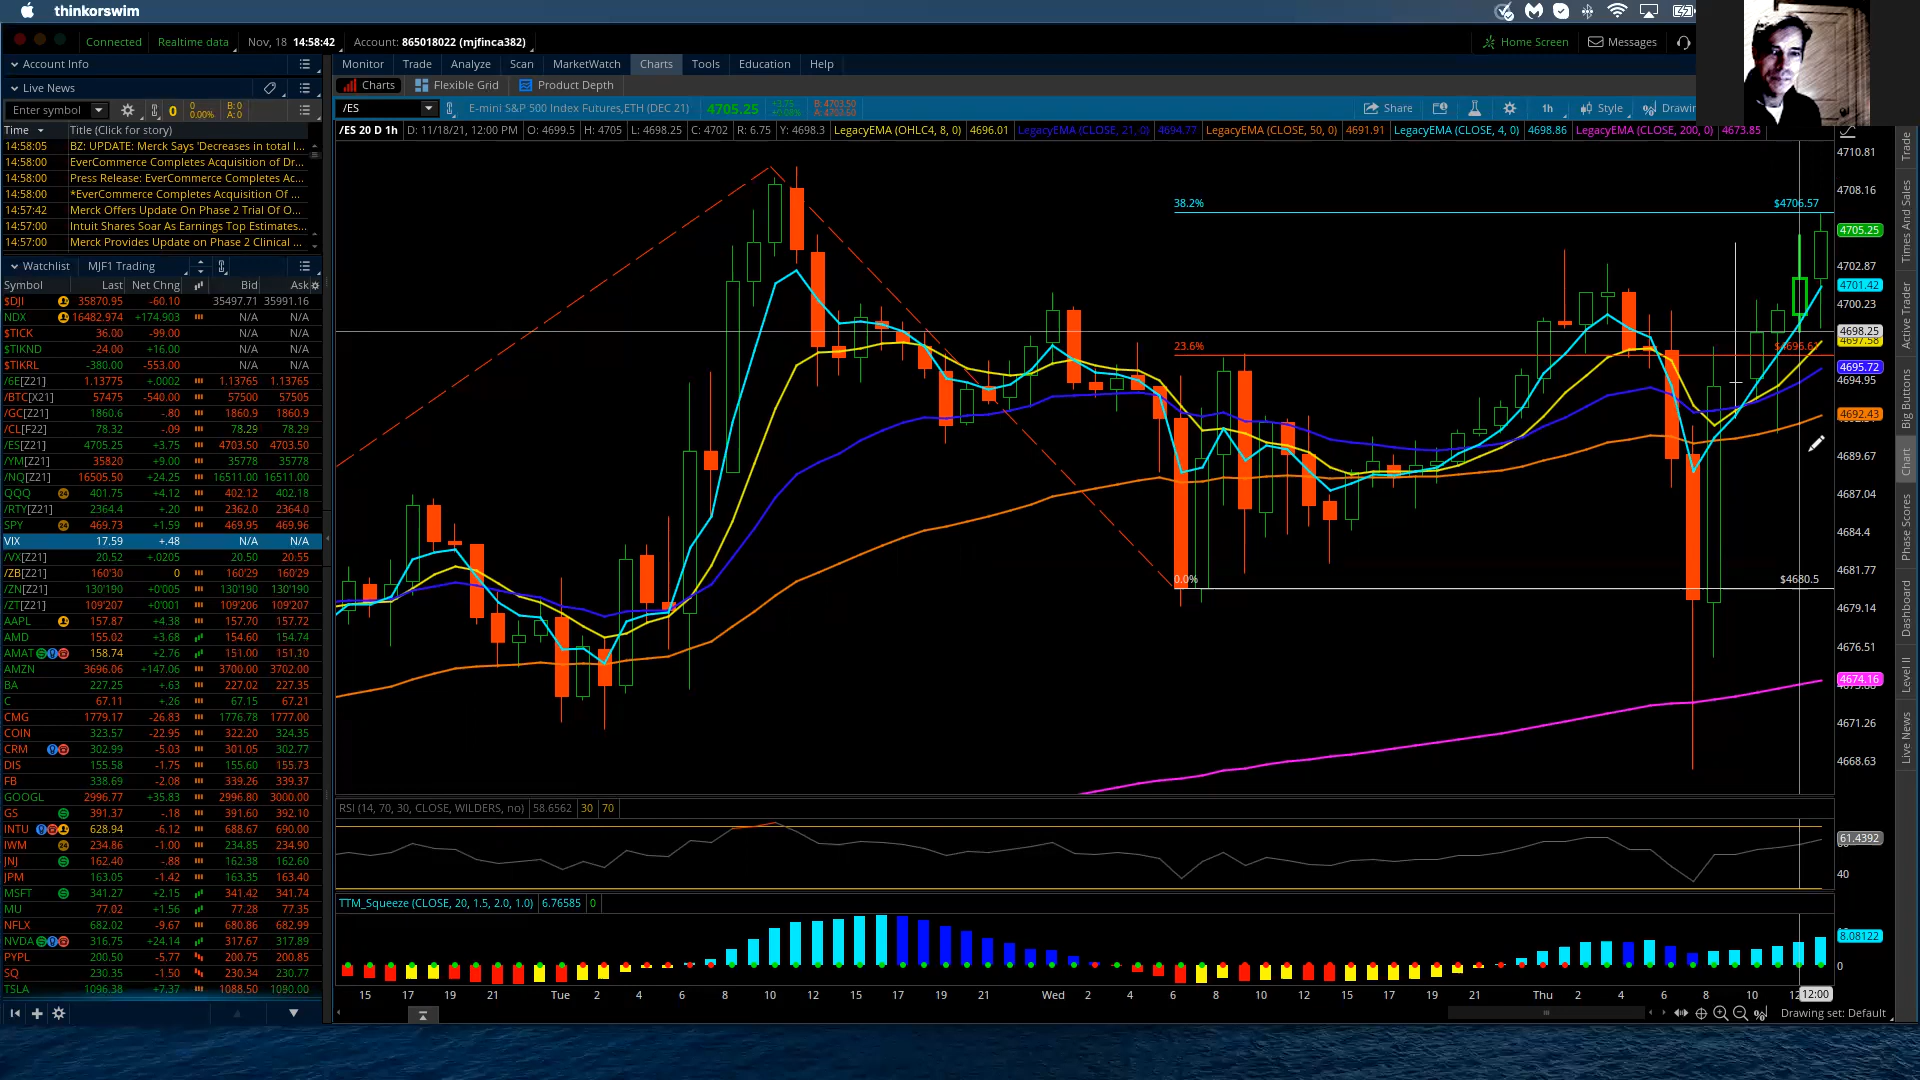 thinkorswim
Connected Realtime data Nov, 18 14:58:42 Account: 865018022 (mjfinca382) Home Screen Messages
Account Info
Monitor Trade Analyze Scan MarketWatch Charts Tools Education Help
Live News
Charts Flexible Grid Product Depth
Enter symbol 0 0 0.00% B: 0 A: 0
/ES E-mini S&P 500 Index Futures,ETH (DEC 21) 4705.25 +3.75 B: 4703.50 A: 4703.50 Share 1h Style
Time Title (Click for story)
/ES 20 D 1h D: 11/18/21, 12:00 PM O: 4699.5 H: 4705 L: 4698.25 C: 4702 R: 6.75 Y: 4698.3 LegacyEMA (OHLC4, 8, 0) 4696.01 LegacyEMA (CLOSE, 21, 0) 4694.77 LegacyEMA (CLOSE, 50, 0) 4691.91 LegacyEMA (CLOSE, 4, 0) 4698.86 LegacyEMA (CLOSE, 200, 0) 4673.85
14:58:05 BZ: UPDATE: Merck Says 'Decreases in total I...
14:58:00 EverCommerce Completes Acquisition of Dr...
14:58:00 Press Release: EverCommerce Completes Ac...
14:58:00 *EverCommerce Completes Acquisition Of ...
14:57:42 Merck Offers Update On Phase 2 Trial Of O...
14:57:00 Intuit Shares Soar As Earnings Top Estimates...
14:57:00 Merck Provides Update on Phase 2 Clinical ...
Watchlist MJF1 Trading
Symbol Last Net Chng Bid Ask
$DJI 35870.95 -60.10 35497.71 35991.16
NDX 16482.974 +174.903 N/A N/A
$TICK 36.00 -99.00 N/A N/A
$TIKND -24.00 +16.00 N/A N/A
$TIKRL -380.00 -553.00 N/A N/A
/6E[Z21] 1.13775 +.0002 1.13765 1.13765
/BTC[X21] 57475 -540.00 57500 57505
/GC[Z21] 1860.6 -.80 1860.9 1860.9
/CL[F22] 78.32 -.09 78.29 78.29
/ES[Z21] 4705.25 +3.75 4703.50 4703.50
/YM[Z21] 35820 +9.00 35778 35778
/NQ[Z21] 16505.50 +24.25 16511.00 16511.00
QQQ 401.75 +4.12 402.12 402.18
/RTY[Z21] 2364.4 +.20 2362.0 2364.0
SPY 469.73 +1.59 469.95 469.96
VIX 17.59 +.48 N/A N/A
/VX[Z21] 20.52 +.0205 20.50 20.55
/ZB[Z21] 160'30 0 160'29 160'29
/ZN[Z21] 130'190 +0'005 130'190 130'190
/ZT[Z21] 109'207 +0'001 109'206 109'207
AAPL 157.87 +4.38 157.70 157.72
AMD 155.02 +3.68 154.60 154.74
AMAT 158.74 +2.76 151.00 151.10
AMZN 3696.06 +147.06 3700.00 3702.00
BA 227.25 +.63 227.02 227.35
C 67.11 +.26 67.15 67.21
CMG 1779.17 -26.83 1776.78 1777.00
COIN 323.57 -22.95 322.20 324.35
CRM 302.99 -5.03 301.05 302.77
DIS 155.58 -1.75 155.60 155.73
FB 338.69 -2.08 339.26 339.37
GOOGL 2996.77 +35.83 2996.80 3000.00
GS 391.37 -.18 391.60 392.10
INTU 628.94 -6.12 688.67 690.00
IWM 234.86 -1.00 234.85 234.90
JNJ 162.40 -.88 162.38 162.60
JPM 163.05 -1.42 163.35 163.40
MSFT 341.27 +2.15 341.42 341.74
MU 77.02 +1.56 77.28 77.35
NFLX 682.02 -9.67 680.86 682.99
NVDA 316.75 +24.14 317.67 317.89
PYPL 200.50 -5.77 200.75 200.85
SQ 230.35 -1.50 230.34 230.77
TSLA 1096.38 +7.37 1088.50 1090.00
38.2% $4706.57
23.6%
0.0% $4680.5
4710.81
4708.16
4705.25
4702.87
4701.42
4700.23
4698.25
4697.58
4695.72
4694.95
4692.43
4689.67
4687.04
4684.4
4681.77
4679.14
4676.51
4674.16
4671.26
4668.63
RSI (14, 70, 30, CLOSE, WILDERS, no) 58.6562 30 70
61.4392
40
TTM_Squeeze (CLOSE, 20, 1.5, 2.0, 1.0) 6.76585 0
8.08122
0
15 17 19 21 Tue 2 4 6 8 10 12 15 17 19 21 Wed 2 4 6 8 10 12 15 17 19 21 Thu 2 4 6 8 10 12:00
Drawing set: Default
Trade
Times And Sales
Active Trader
Big Buttons
Chart
Phase Scores
Dashboard
Level II
Live News